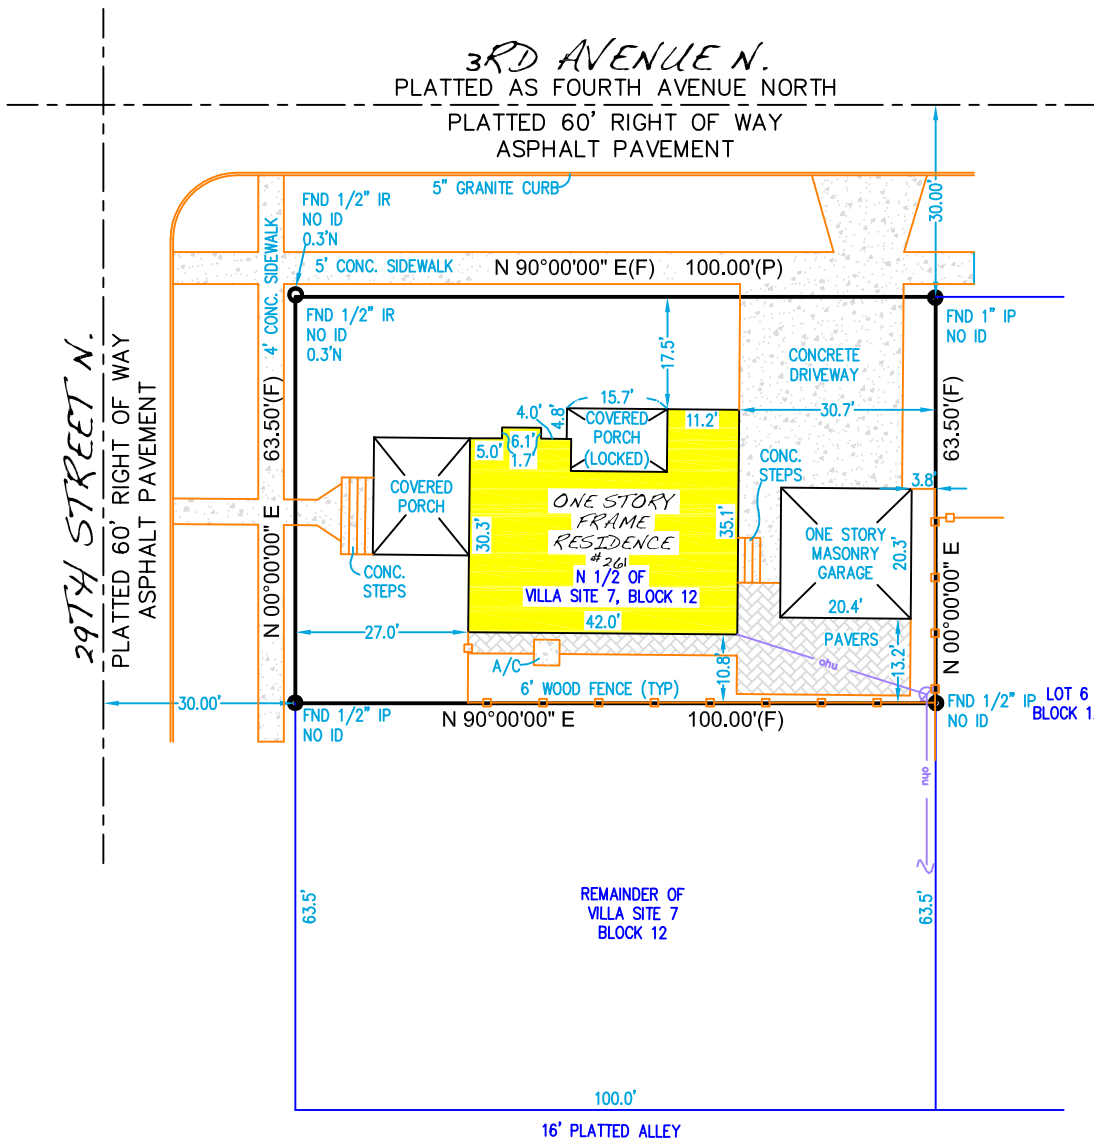 3RD AVENUE N.
PLATTED AS FOURTH AVENUE NORTH
PLATTED 60' RIGHT OF WAY
ASPHALT PAVEMENT
5" GRANITE CURB
30.00'
FND 1/2" IR
NO ID
0.3'N
4' CONC. SIDEWALK
5' CONC. SIDEWALK
N 90°00'00" E(F)
100.00'(P)
FND 1/2" IR
NO ID
0.3'N
FND 1" IP
NO ID
29TH STREET N.
PLATTED 60' RIGHT OF WAY
ASPHALT PAVEMENT
N 00°00'00" E
63.50'(F)
17.5'
CONCRETE
DRIVEWAY
30.7'
15.7'
4.0'
4.8'
COVERED
PORCH
(LOCKED)
11.2'
5.0'
6.1'
1.7'
CONC.
STEPS
3.8'
63.50'(F)
N 00°00'00" E
COVERED
PORCH
30.3'
ONE STORY
FRAME
RESIDENCE
#261
N 1/2 OF
VILLA SITE 7, BLOCK 12
35.1'
ONE STORY
MASONRY
GARAGE
20.3'
20.4'
CONC.
STEPS
42.0'
27.0'
PAVERS
A/C
10.8'
ohu
13.2'
6' WOOD FENCE (TYP)
30.00'
FND 1/2" IP
NO ID
N 90°00'00" E
100.00'(F)
FND 1/2" IP
NO ID
LOT 6
BLOCK 1
ohu
63.5'
REMAINDER OF
VILLA SITE 7
BLOCK 12
63.5'
100.0'
16' PLATTED ALLEY